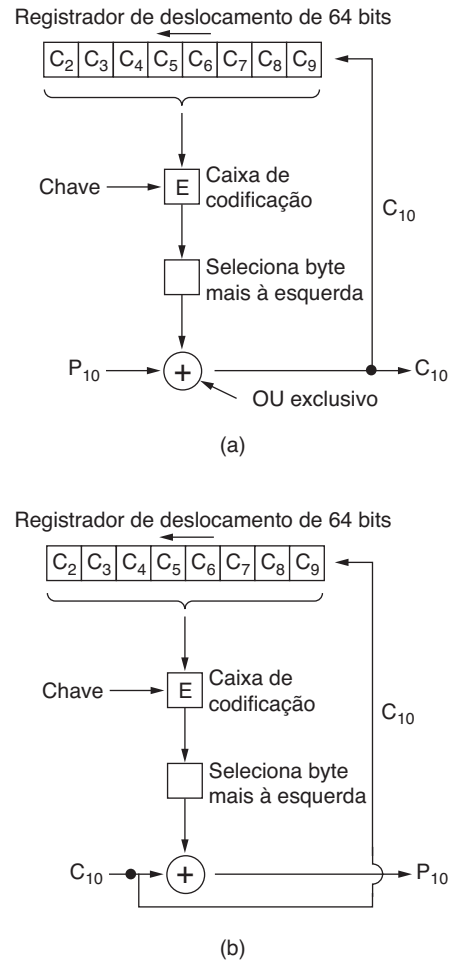 Registrador de deslocamento de 64 bits
C2 C3 C4 C5 C6 C7 C8 C9
Chave
E
Caixa de
codificação
C10
Seleciona byte
mais à esquerda
P10
+
C10
OU exclusivo
(a)
Registrador de deslocamento de 64 bits
C2 C3 C4 C5 C6 C7 C8 C9
Chave
E
Caixa de
codificação
C10
Seleciona byte
mais à esquerda
C10
+
P10
(b)